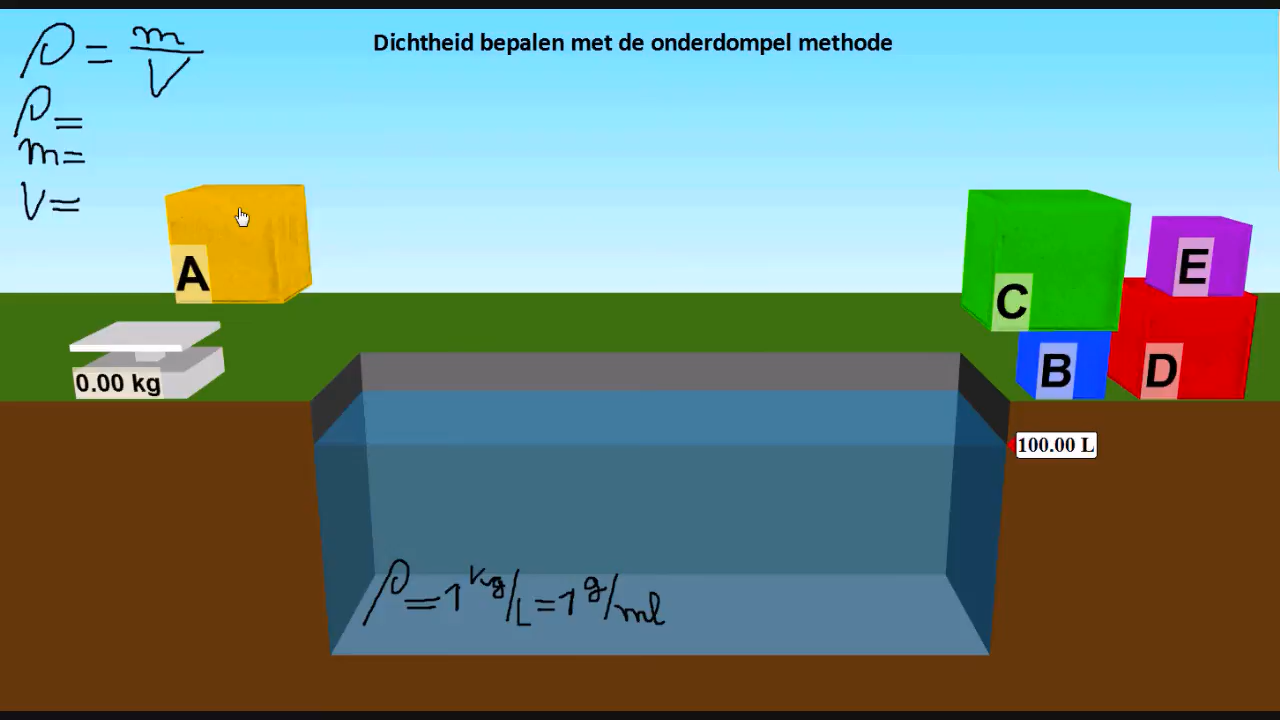 Dichtheid bepalen met de onderdompel methode
ρ = m/V
ρ =
m =
V =
A
C
E
B
D
0.00 kg
100.00 L
ρ = 1 kg/L = 1 g/ml